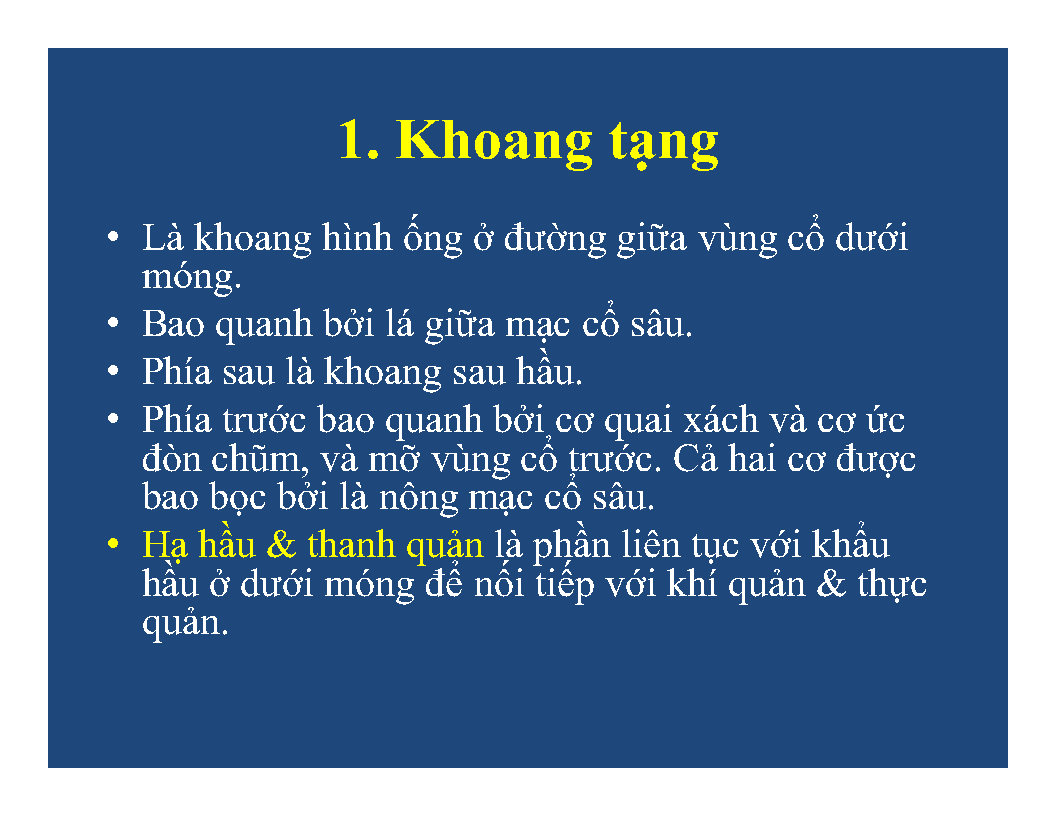 1. Khoang tạng
• Là khoang hình ống ở đường giữa vùng cổ dưới
móng.
• Bao quanh bởi lá giữa mạc cổ sâu.
• Phía sau là khoang sau hầu.
• Phía trước bao quanh bởi cơ quai xách và cơ ức
đòn chũm, và mỡ vùng cổ trước. Cả hai cơ được
bao bọc bởi là nông mạc cổ sâu.
• Hạ hầu & thanh quản là phần liên tục với khẩu
hầu ở dưới móng để nối tiếp với khí quản & thực
quản.